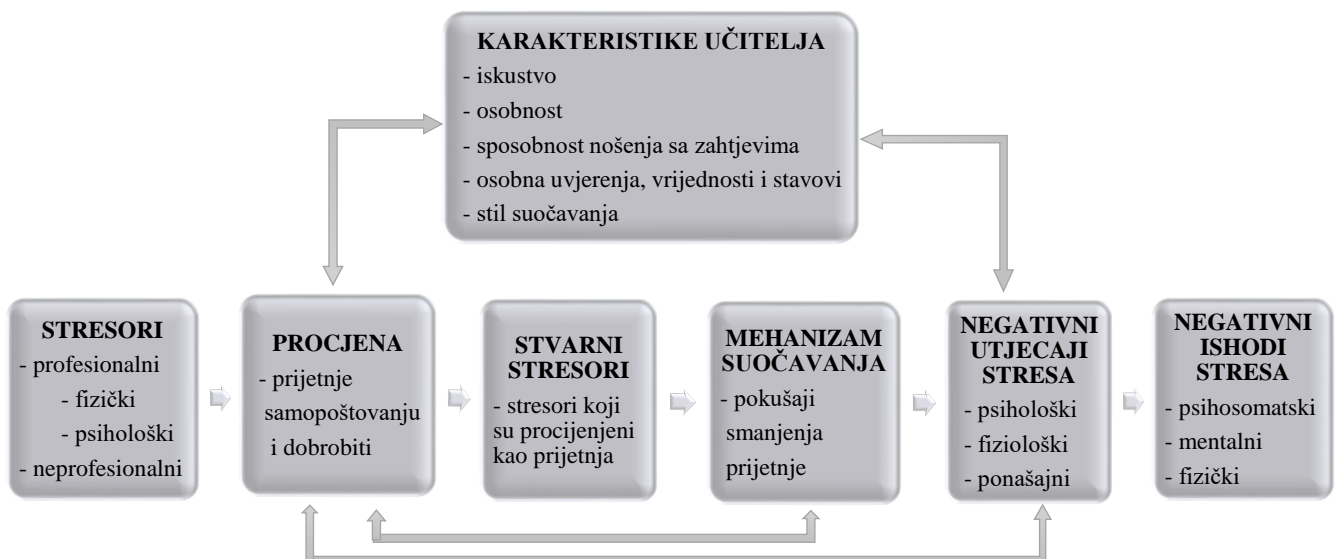 KARAKTERISTIKE UČITELJA
- iskustvo
- osobnost
- sposobnost nošenja sa zahtjevima
- osobna uvjerenja, vrijednosti i stavovi
- stil suočavanja
STRESORI
- profesionalni
- fizički
- psihološki
- neprofesionalni
PROCJENA
- prijetnje
samopoštovanju
i dobrobiti
STVARNI
STRESORI
- stresori koji
su procijenjeni
kao prijetnja
MEHANIZAM
SUOČAVANJA
- pokušaji
smanjenja
prijetnje
NEGATIVNI
UTJECAJI
STRESA
- psihološki
- fiziološki
- ponašajni
NEGATIVNI
ISHODI
STRESA
- psihosomatski
- mentalni
- fizički